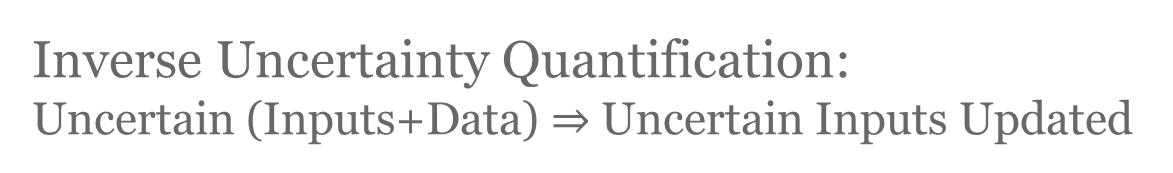 Inverse Uncertainty Quantification:
Uncertain (Inputs+Data) ⇒ Uncertain Inputs Updated